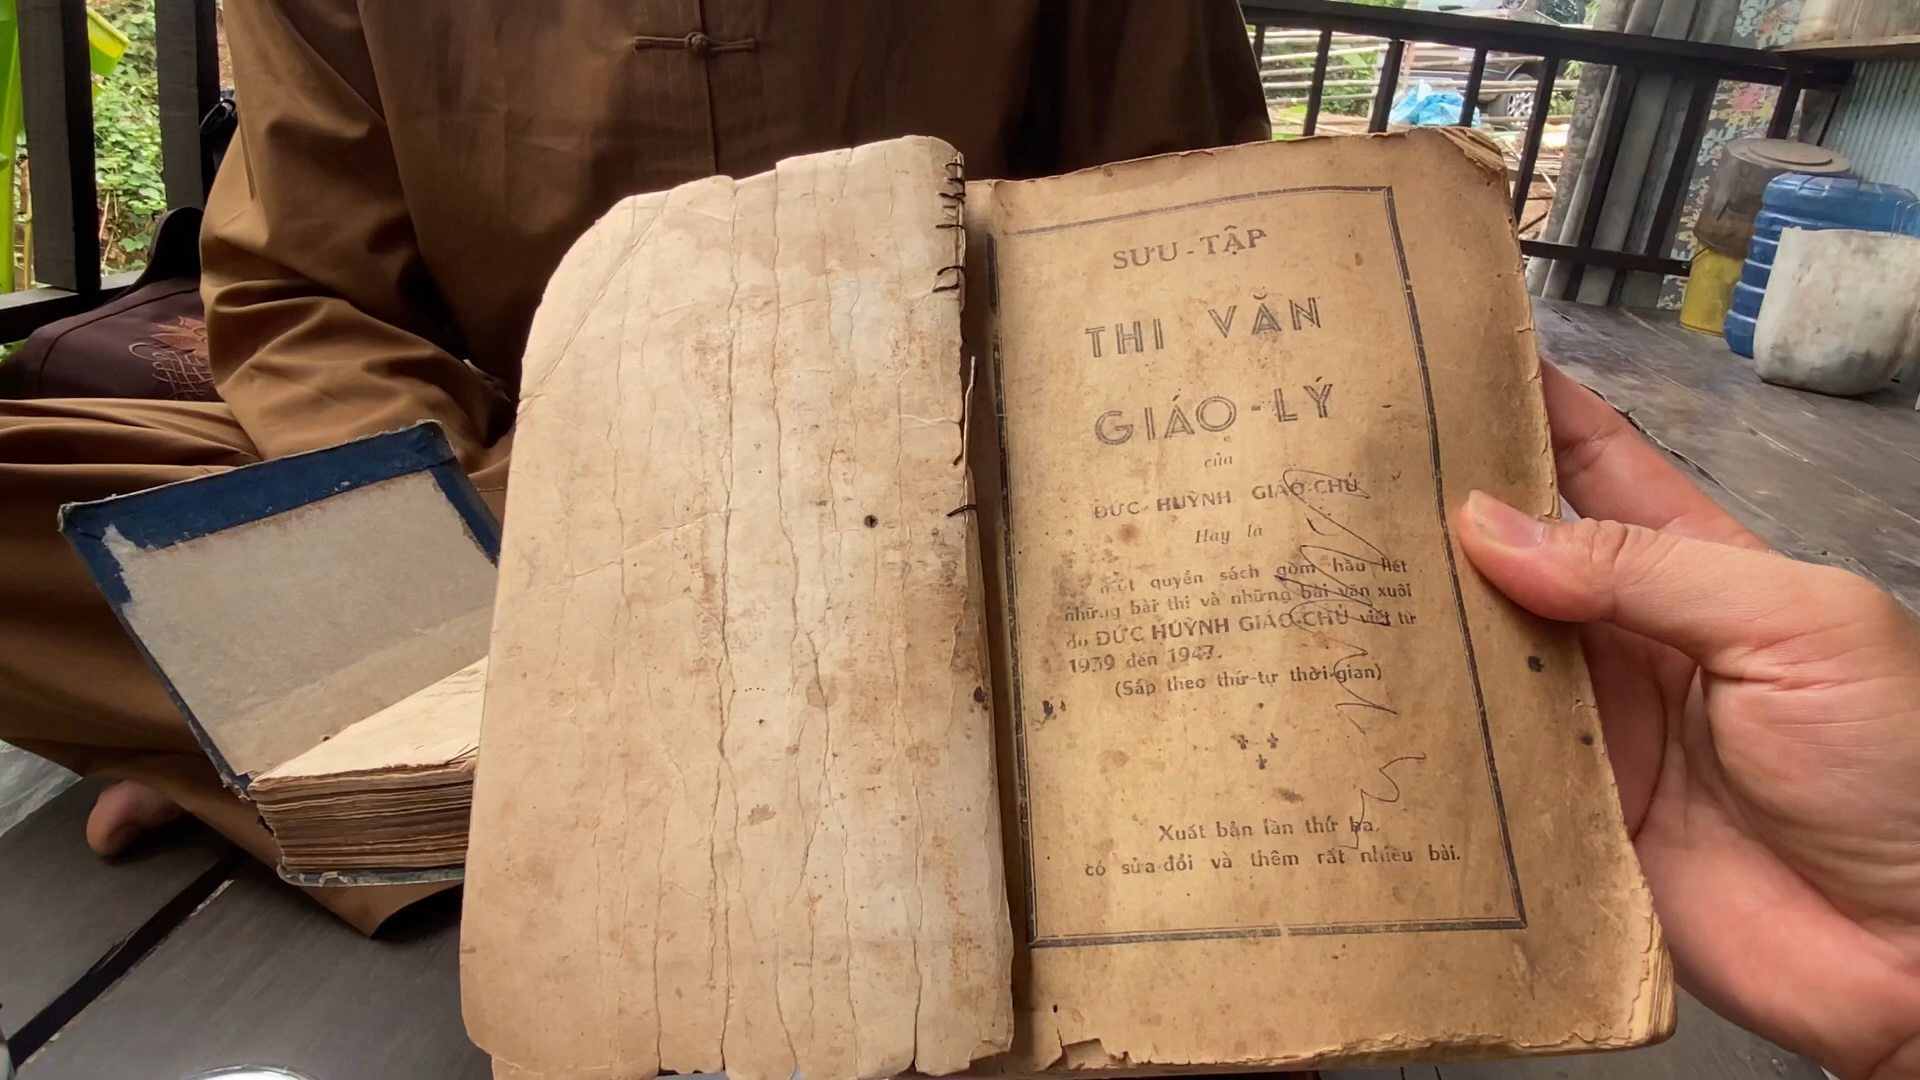 SƯU-TẬP
THI VĂN
GIÁO-LÝ
của
ĐỨC HUỲNH GIÁO-CHỦ
Hay là
một quyển sách gồm hầu hết
những bài thi và những bài văn xuôi
do ĐỨC HUỲNH GIÁO-CHỦ viết từ
1939 đến 1947.
(Sắp theo thứ-tự thời-gian)
Xuất bản lần thứ ba,
có sửa-đổi và thêm rất nhiều bài.